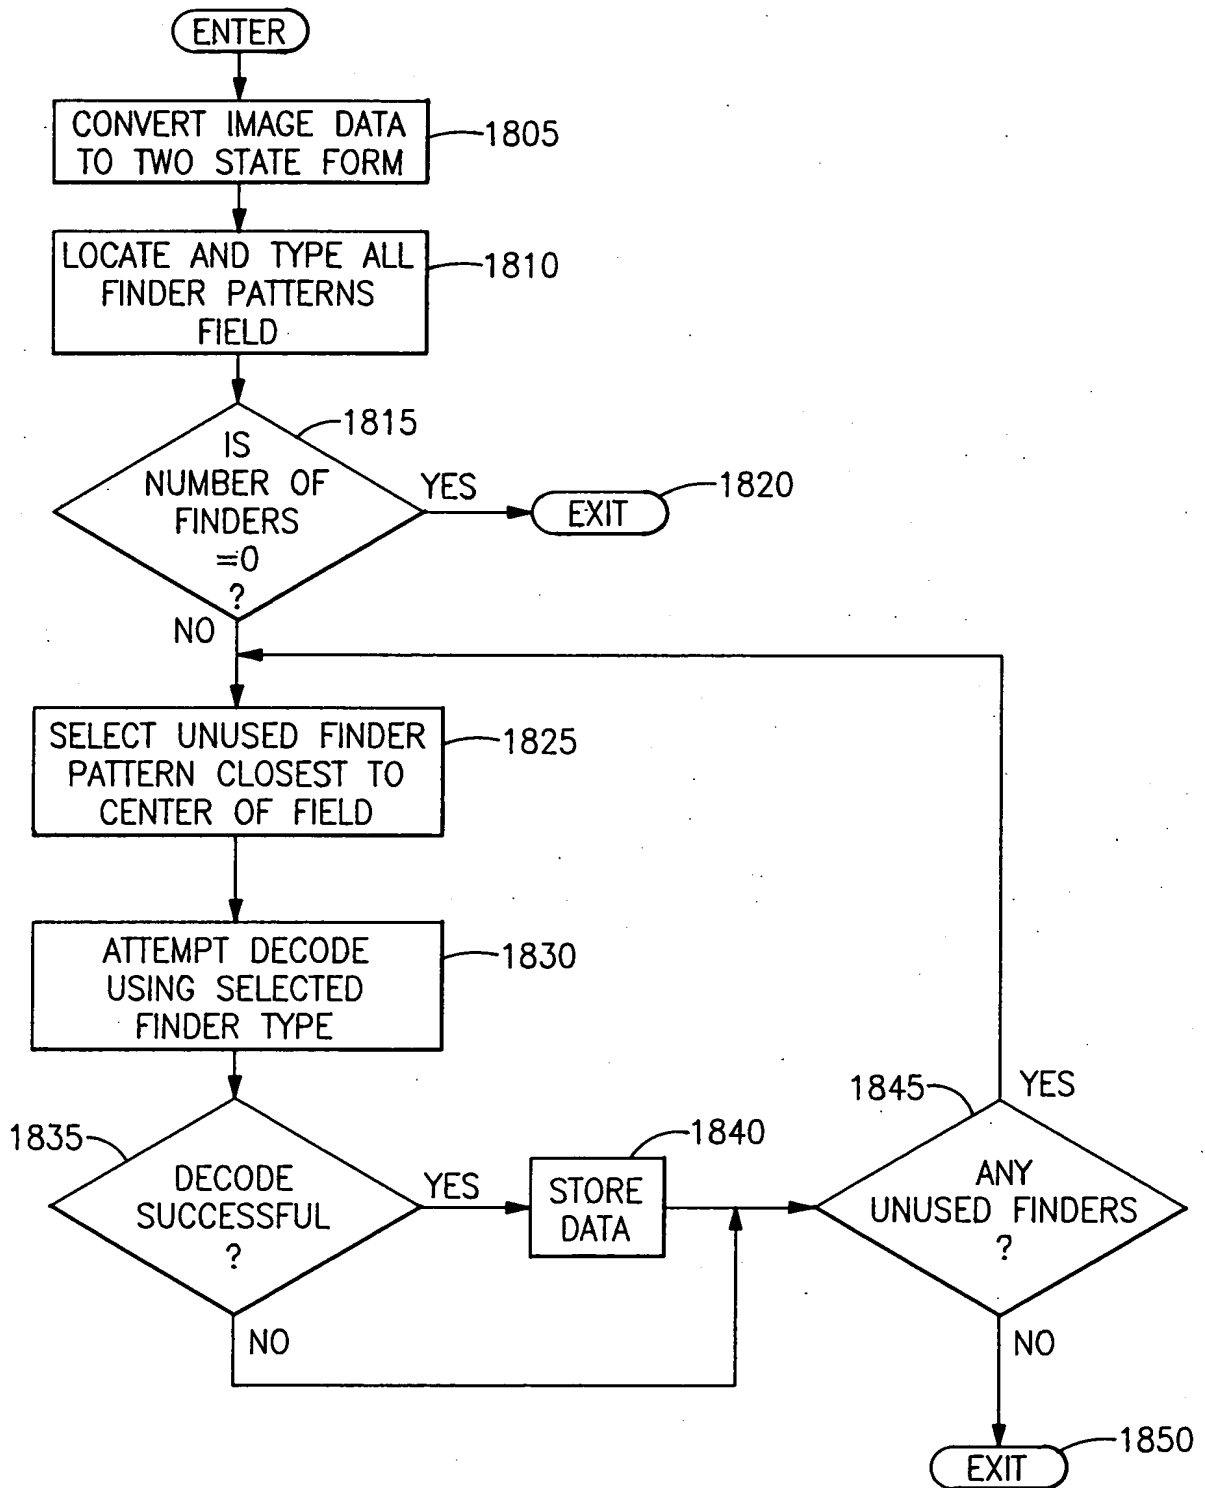 ENTER
CONVERT IMAGE DATA
TO TWO STATE FORM
1805
LOCATE AND TYPE ALL
FINDER PATTERNS
FIELD
1810
IS
NUMBER OF
FINDERS
=0
?
1815
YES
EXIT
1820
NO
SELECT UNUSED FINDER
PATTERN CLOSEST TO
CENTER OF FIELD
1825
ATTEMPT DECODE
USING SELECTED
FINDER TYPE
1830
1835
DECODE
SUCCESSFUL
?
YES
NO
STORE
DATA
1840
1845
YES
ANY
UNUSED FINDERS
?
NO
EXIT
1850